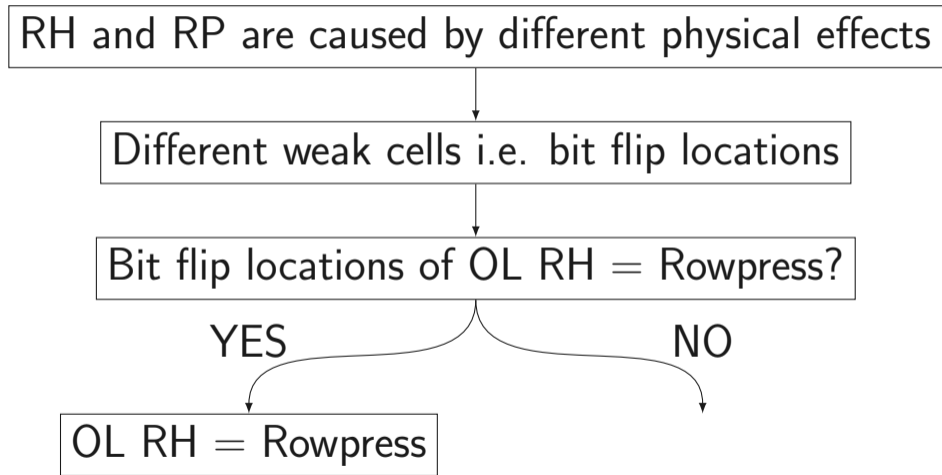 RH and RP are caused by different physical effects
Different weak cells i.e. bit flip locations
Bit flip locations of OL RH = Rowpress?
YES
NO
OL RH = Rowpress